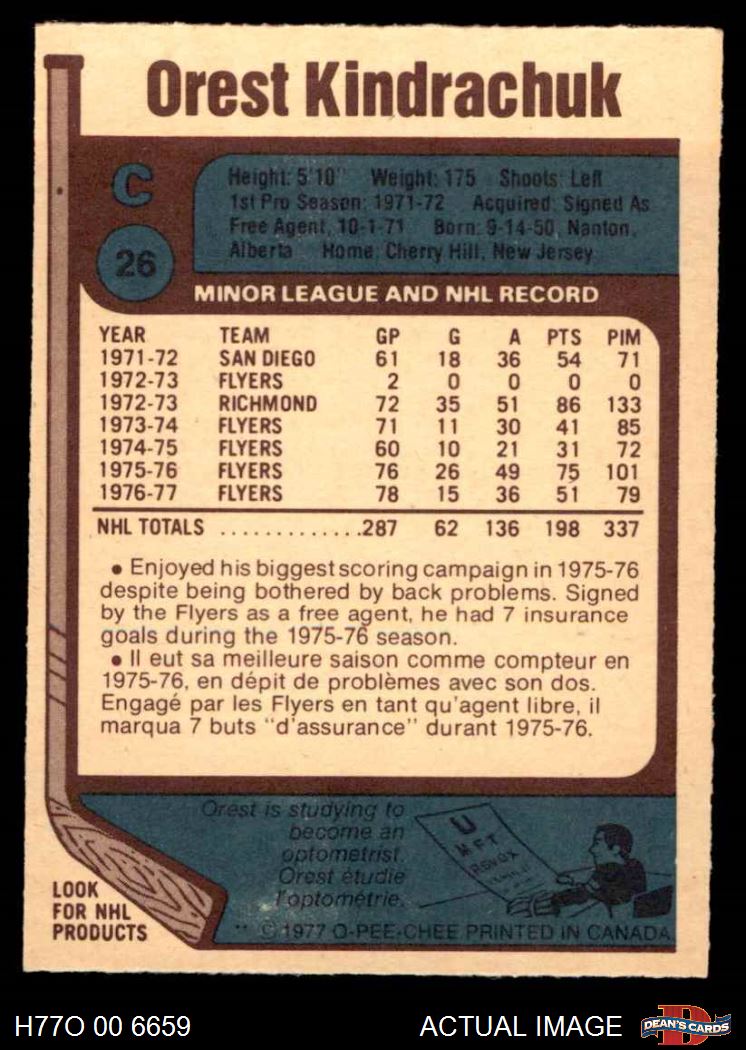 Orest Kindrachuk
C
26
Height: 5'10" Weight: 175 Shoots: Left
1st Pro Season: 1971-72 Acquired: Signed As
Free Agent, 10-1-71 Born: 9-14-50, Nanton,
Alberta Home: Cherry Hill, New Jersey
MINOR LEAGUE AND NHL RECORD
YEAR TEAM GP G A PTS PIM
1971-72 SAN DIEGO 61 18 36 54 71
1972-73 FLYERS 2 0 0 0 0
1972-73 RICHMOND 72 35 51 86 133
1973-74 FLYERS 71 11 30 41 85
1974-75 FLYERS 60 10 21 31 72
1975-76 FLYERS 76 26 49 75 101
1976-77 FLYERS 78 15 36 51 79
NHL TOTALS .............287 62 136 198 337
• Enjoyed his biggest scoring campaign in 1975-76
despite being bothered by back problems. Signed
by the Flyers as a free agent, he had 7 insurance
goals during the 1975-76 season.
• Il eut sa meilleure saison comme compteur en
1975-76, en dépit de problèmes avec son dos.
Engagé par les Flyers en tant qu'agent libre, il
marqua 7 buts "d'assurance" durant 1975-76.
Orest is studying to
become an
optometrist.
Orest étudie
l'optométrie.
U
MFT
RENOX
LOOK
FOR NHL
PRODUCTS
** © 1977 O-PEE-CHEE PRINTED IN CANADA
H77O 00 6659
ACTUAL IMAGE
D
DEAN'S CARDS